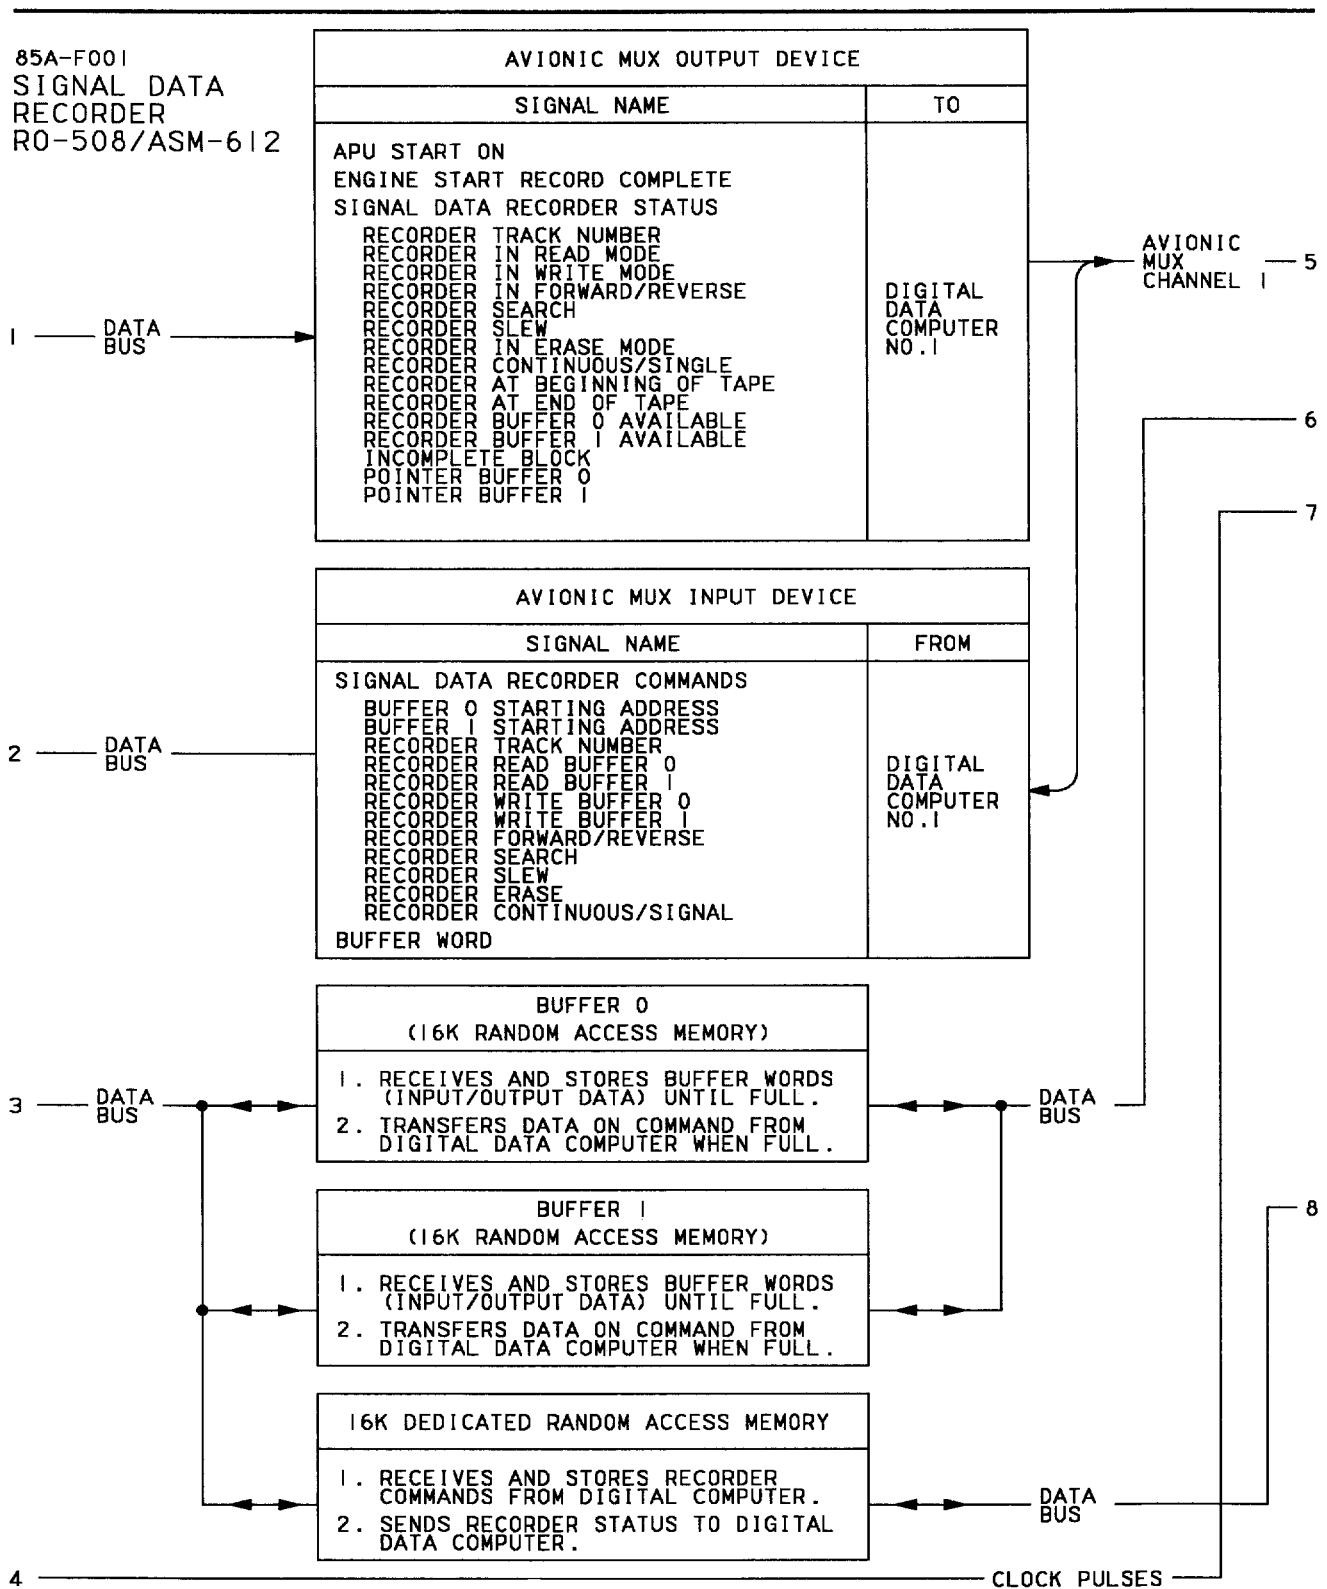 85A-F001
SIGNAL DATA
RECORDER
RO-508/ASM-612
AVIONIC MUX OUTPUT DEVICE
SIGNAL NAME
TO
APU START ON
ENGINE START RECORD COMPLETE
SIGNAL DATA RECORDER STATUS
RECORDER TRACK NUMBER
RECORDER IN READ MODE
RECORDER IN WRITE MODE
RECORDER IN FORWARD/REVERSE
RECORDER SEARCH
RECORDER SLEW
RECORDER IN ERASE MODE
RECORDER CONTINUOUS/SINGLE
RECORDER AT BEGINNING OF TAPE
RECORDER AT END OF TAPE
RECORDER BUFFER 0 AVAILABLE
RECORDER BUFFER 1 AVAILABLE
INCOMPLETE BLOCK
POINTER BUFFER 0
POINTER BUFFER 1
DIGITAL
DATA
COMPUTER
NO.1
1
DATA
BUS
AVIONIC
MUX
CHANNEL 1
5
6
7
AVIONIC MUX INPUT DEVICE
SIGNAL NAME
FROM
SIGNAL DATA RECORDER COMMANDS
BUFFER 0 STARTING ADDRESS
BUFFER 1 STARTING ADDRESS
RECORDER TRACK NUMBER
RECORDER READ BUFFER 0
RECORDER READ BUFFER 1
RECORDER WRITE BUFFER 0
RECORDER WRITE BUFFER 1
RECORDER FORWARD/REVERSE
RECORDER SEARCH
RECORDER SLEW
RECORDER ERASE
RECORDER CONTINUOUS/SIGNAL
BUFFER WORD
DIGITAL
DATA
COMPUTER
NO.1
2
DATA
BUS
BUFFER 0
(16K RANDOM ACCESS MEMORY)
1. RECEIVES AND STORES BUFFER WORDS
(INPUT/OUTPUT DATA) UNTIL FULL.
2. TRANSFERS DATA ON COMMAND FROM
DIGITAL DATA COMPUTER WHEN FULL.
3
DATA
BUS
DATA
BUS
BUFFER 1
(16K RANDOM ACCESS MEMORY)
1. RECEIVES AND STORES BUFFER WORDS
(INPUT/OUTPUT DATA) UNTIL FULL.
2. TRANSFERS DATA ON COMMAND FROM
DIGITAL DATA COMPUTER WHEN FULL.
8
16K DEDICATED RANDOM ACCESS MEMORY
1. RECEIVES AND STORES RECORDER
COMMANDS FROM DIGITAL COMPUTER.
2. SENDS RECORDER STATUS TO DIGITAL
DATA COMPUTER.
DATA
BUS
4
CLOCK PULSES